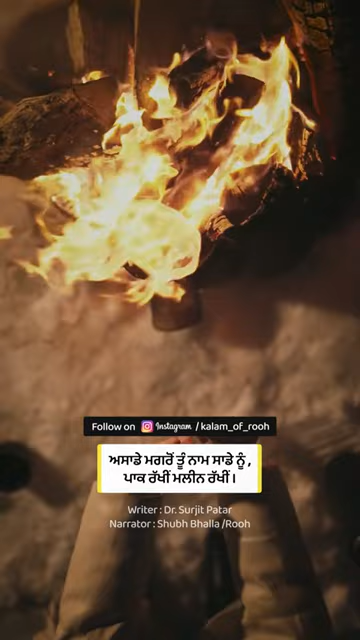 Follow on Instagram / kalam_of_rooh
ਅਸਾਡੇ ਮਗਰੋਂ ਤੂੰ ਨਾਮ ਸਾਡੇ ਨੂੰ ,
ਪਾਕ ਰੱਖੀਂ ਮਲੀਨ ਰੱਖੀਂ ।
Writer : Dr. Surjit Patar
Narrator : Shubh Bhalla /Rooh